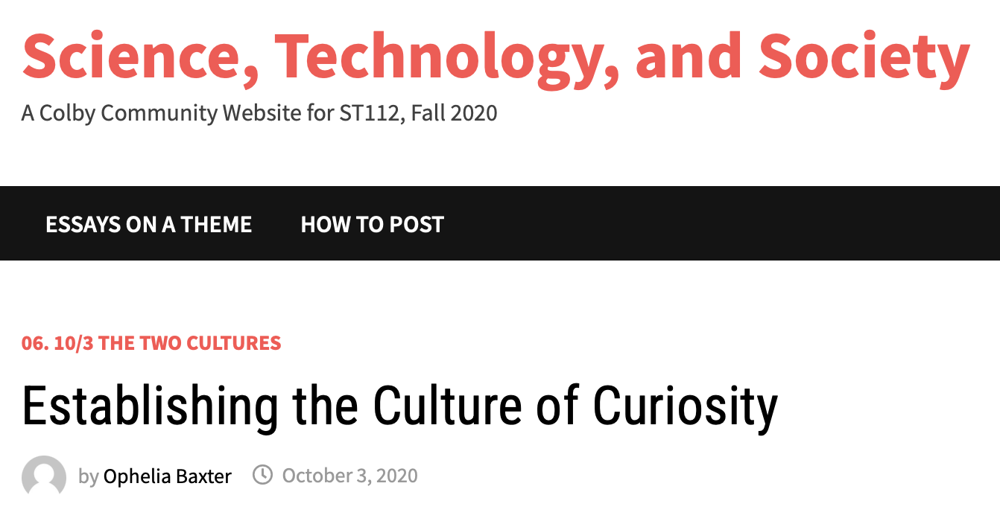 Science, Technology, and Society
A Colby Community Website for ST112, Fall 2020
ESSAYS ON A THEME HOW TO POST
06. 10/3 THE TWO CULTURES
Establishing the Culture of Curiosity
by Ophelia Baxter October 3, 2020